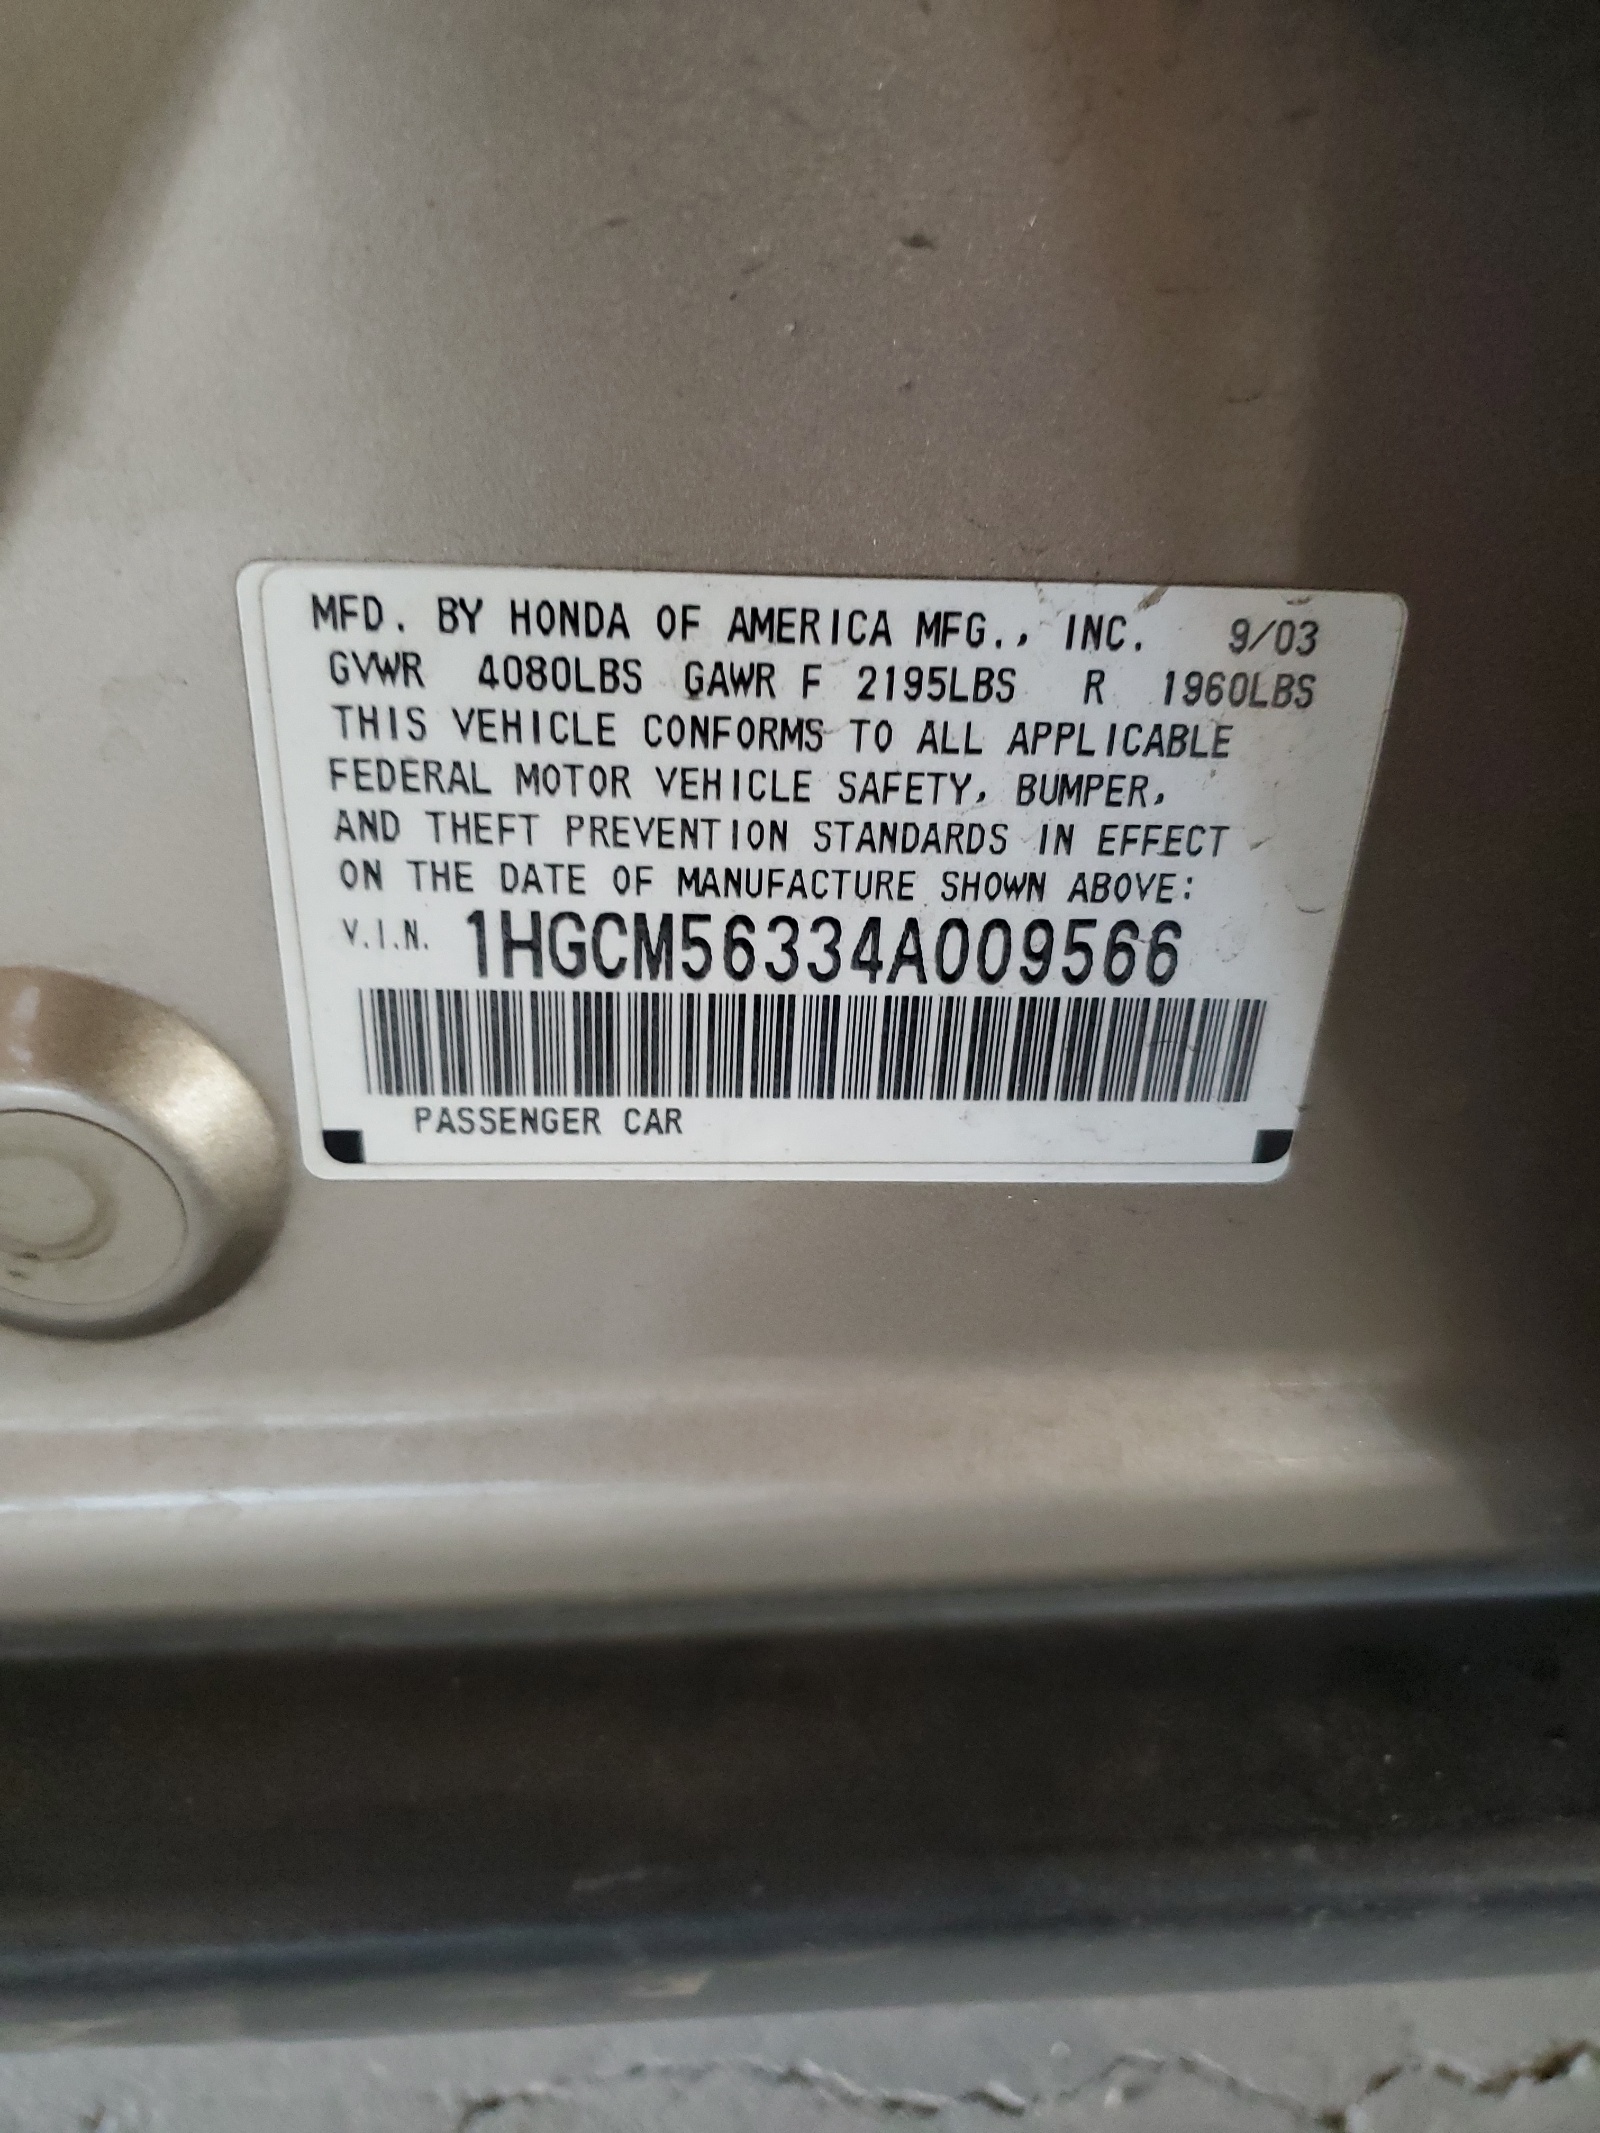 MFD. BY HONDA OF AMERICA MFG., INC. 9/03
GVWR 4080LBS GAWR F 2195LBS R 1960LBS
THIS VEHICLE CONFORMS TO ALL APPLICABLE
FEDERAL MOTOR VEHICLE SAFETY, BUMPER,
AND THEFT PREVENTION STANDARDS IN EFFECT
ON THE DATE OF MANUFACTURE SHOWN ABOVE:
V.I.N. 1HGCM56334A009566
PASSENGER CAR